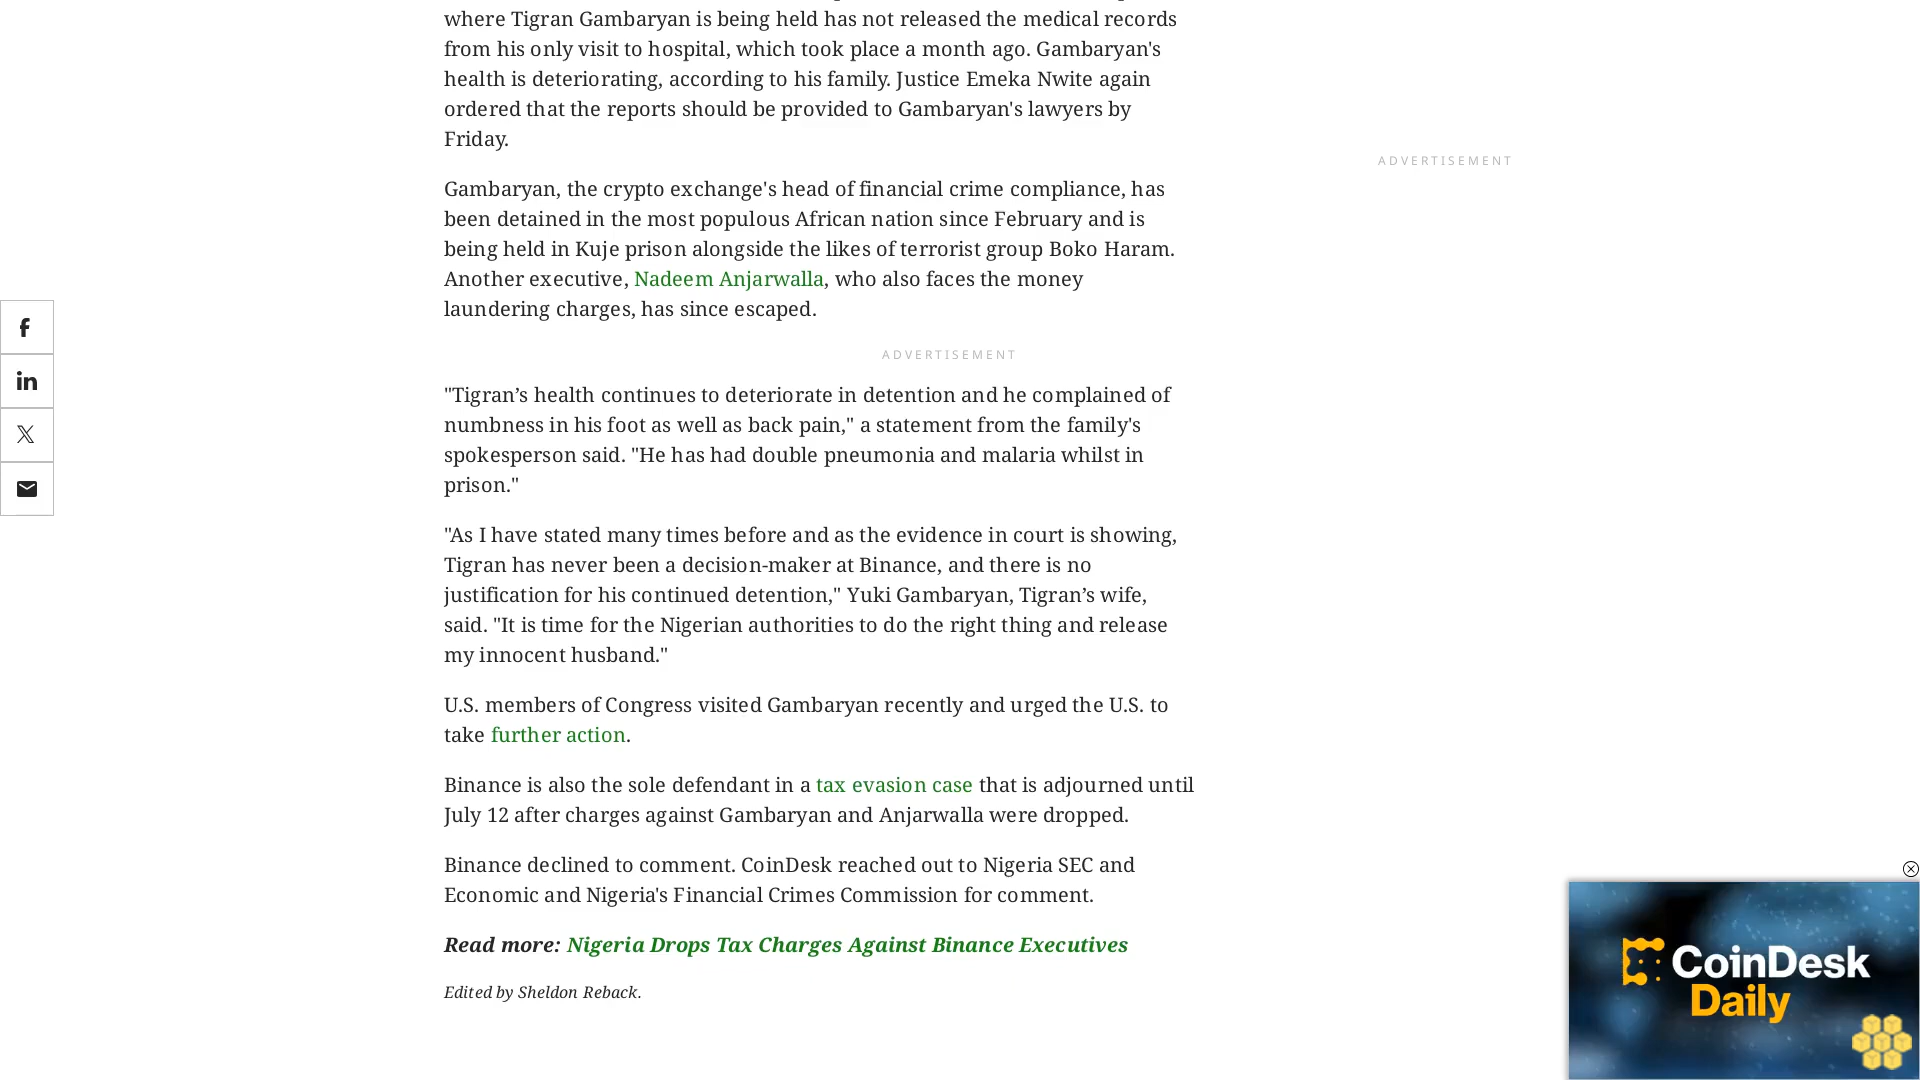 where Tigran Gambaryan is being held has not released the medical records
from his only visit to hospital, which took place a month ago. Gambaryan's
health is deteriorating, according to his family. Justice Emeka Nwite again
ordered that the reports should be provided to Gambaryan's lawyers by
Friday.
ADVERTISEMENT
Gambaryan, the crypto exchange's head of financial crime compliance, has
been detained in the most populous African nation since February and is
being held in Kuje prison alongside the likes of terrorist group Boko Haram.
Another executive, Nadeem Anjarwalla, who also faces the money
laundering charges, has since escaped.
ADVERTISEMENT
"Tigran’s health continues to deteriorate in detention and he complained of
numbness in his foot as well as back pain," a statement from the family's
spokesperson said. "He has had double pneumonia and malaria whilst in
prison."
"As I have stated many times before and as the evidence in court is showing,
Tigran has never been a decision-maker at Binance, and there is no
justification for his continued detention," Yuki Gambaryan, Tigran’s wife,
said. "It is time for the Nigerian authorities to do the right thing and release
my innocent husband."
U.S. members of Congress visited Gambaryan recently and urged the U.S. to
take further action.
Binance is also the sole defendant in a tax evasion case that is adjourned until
July 12 after charges against Gambaryan and Anjarwalla were dropped.
Binance declined to comment. CoinDesk reached out to Nigeria SEC and
Economic and Nigeria's Financial Crimes Commission for comment.
Read more: Nigeria Drops Tax Charges Against Binance Executives
Edited by Sheldon Reback.
CoinDesk
Daily